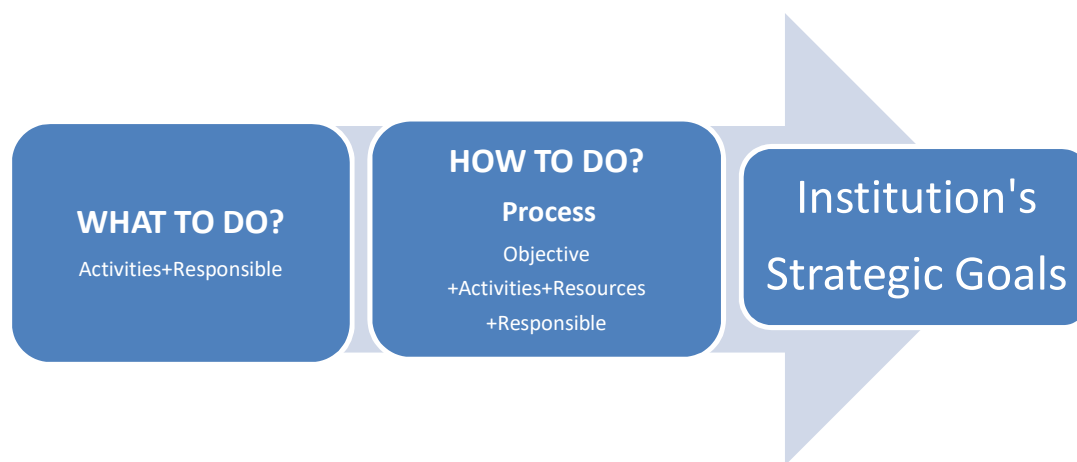 WHAT TO DO?
Activities+Responsible
HOW TO DO?
Process
Objective
+Activities+Resources
+Responsible
Institution's
Strategic Goals